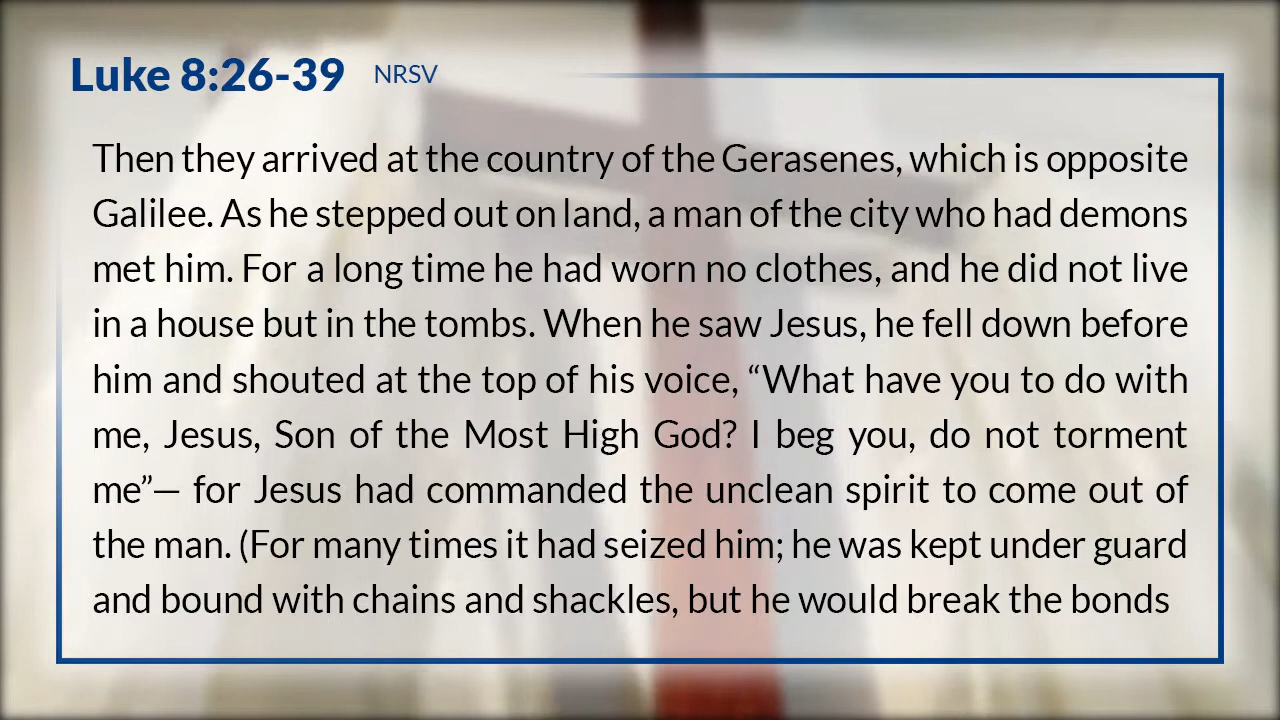 Luke 8:26-39 NRSV
Then they arrived at the country of the Gerasenes, which is opposite
Galilee. As he stepped out on land, a man of the city who had demons
met him. For a long time he had worn no clothes, and he did not live
in a house but in the tombs. When he saw Jesus, he fell down before
him and shouted at the top of his voice, “What have you to do with
me, Jesus, Son of the Most High God? I beg you, do not torment
me”— for Jesus had commanded the unclean spirit to come out of
the man. (For many times it had seized him; he was kept under guard
and bound with chains and shackles, but he would break the bonds